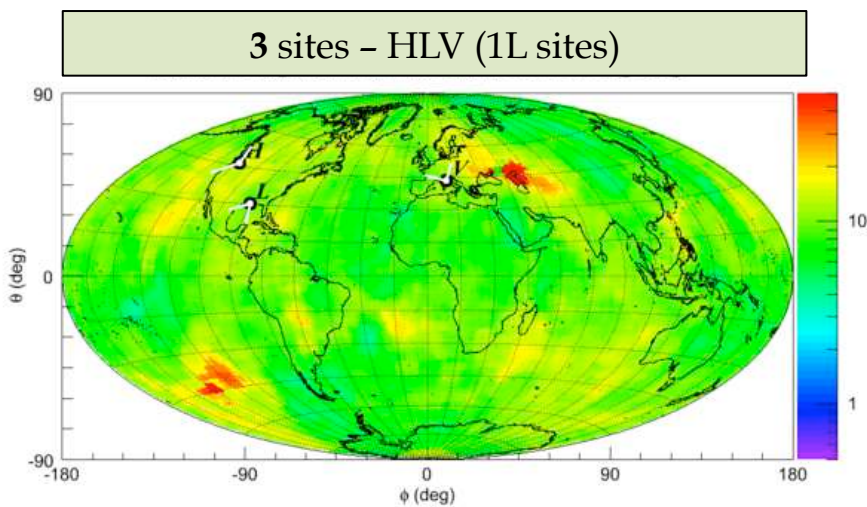 3 sites – HLV (1L sites)
90
0
-90
θ (deg)
H
L
V
10
1
-180
-90
0
90
180
ϕ (deg)